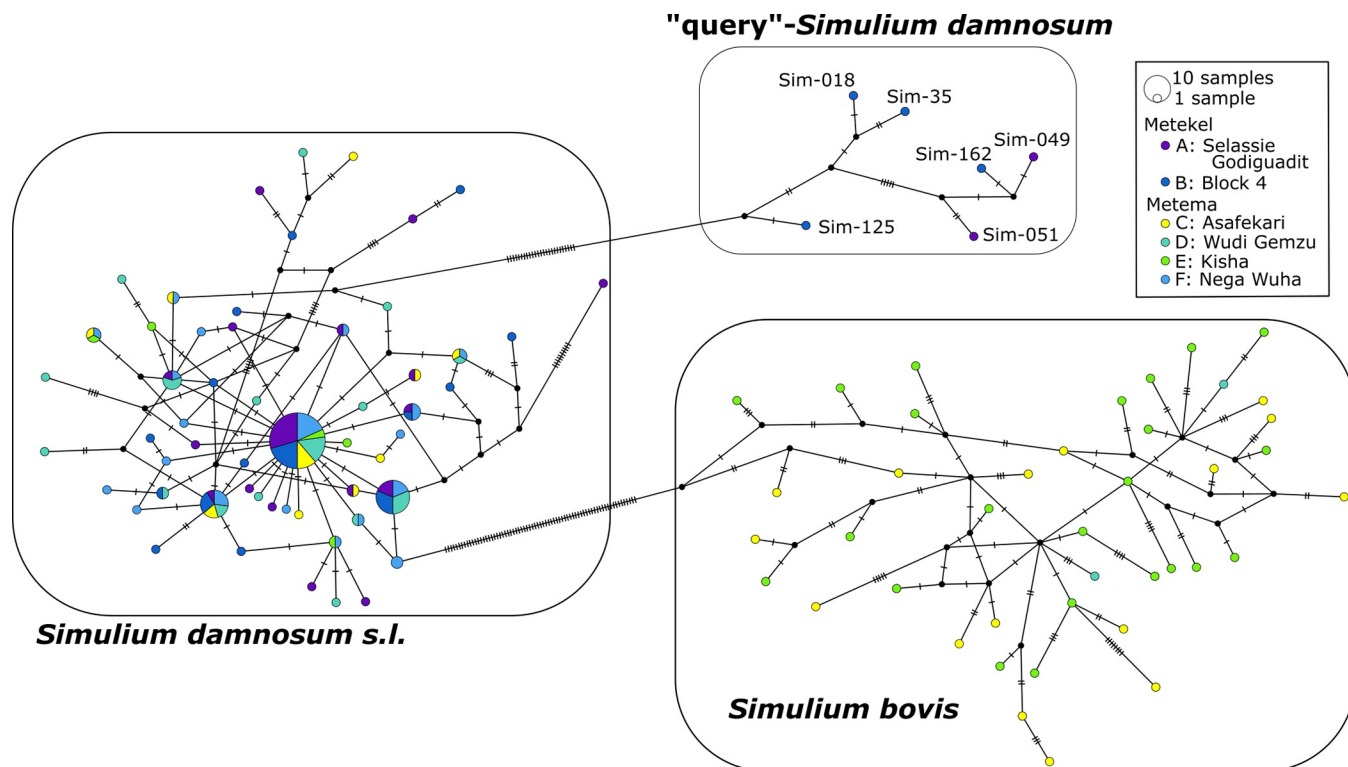 "query"-Simulium damnosum
Sim-018
Sim-35
Sim-049
Sim-162
Sim-125
Sim-051
10 samples
1 sample
Metekel
A: Selassie
Godiguadit
B: Block 4
Metema
C: Asafekari
D: Wudi Gemzu
E: Kisha
F: Nega Wuha
Simulium damnosum s.l.
Simulium bovis